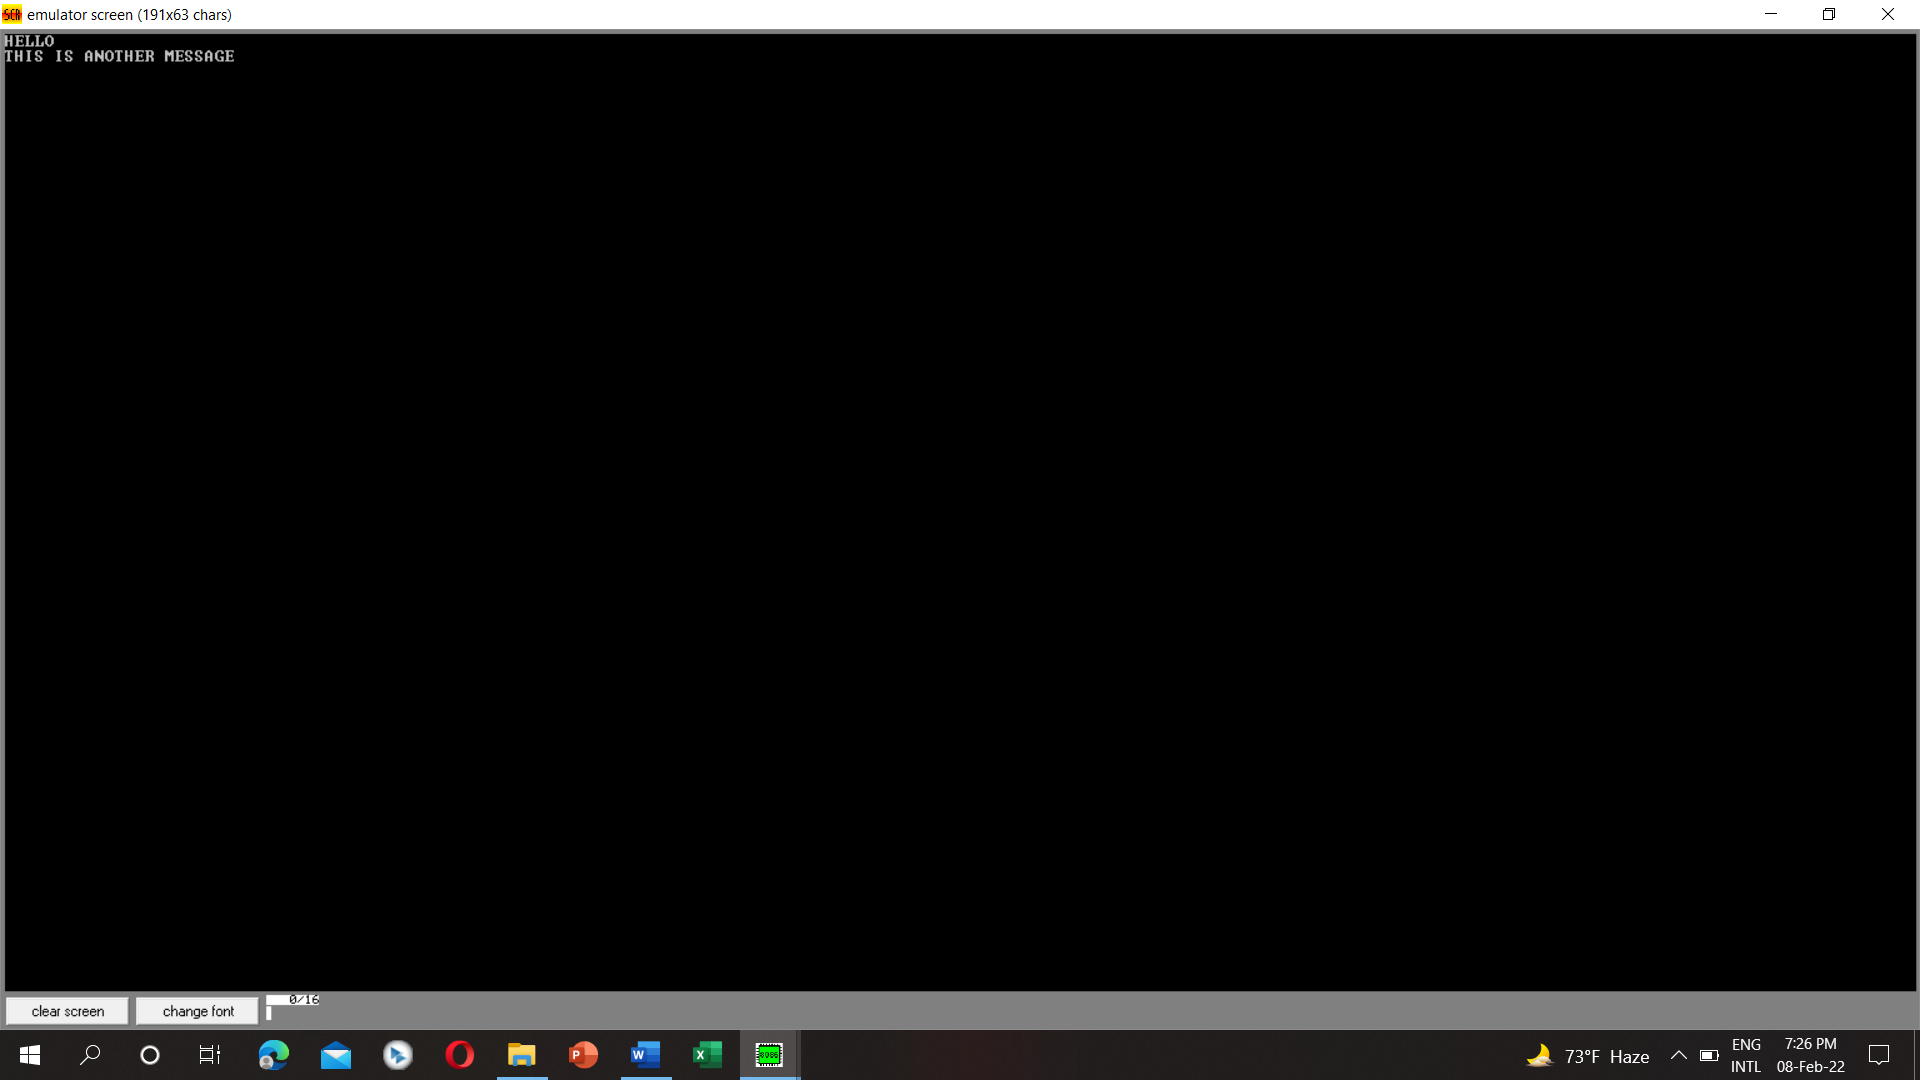 emulator screen (191x63 chars)
HELLO
THIS IS ANOTHER MESSAGE
clear screen
change font
0/16
73°F Haze
ENG
INTL
7:26 PM
08-Feb-22